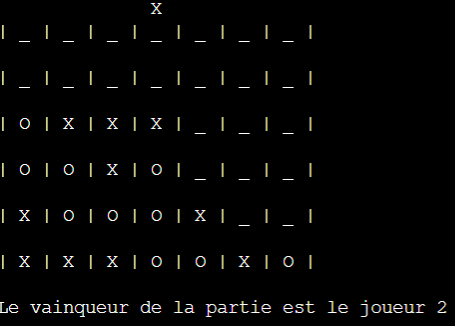 X
| _ | _ | _ | _ | _ | _ | _ |
| _ | _ | _ | _ | _ | _ | _ |
| O | X | X | X | _ | _ | _ |
| O | O | X | O | _ | _ | _ |
| X | O | O | O | X | _ | _ |
| X | X | X | O | O | X | O |
Le vainqueur de la partie est le joueur 2